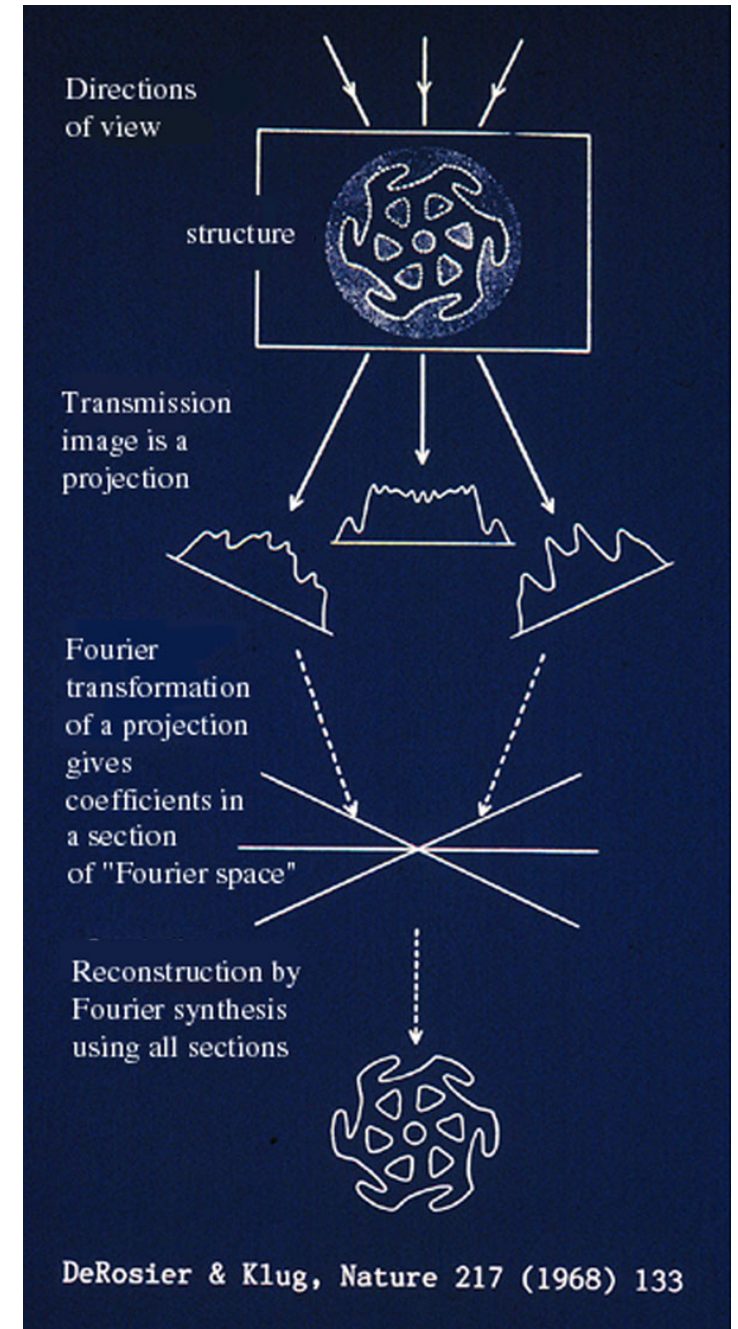 Directions
of view
structure
Transmission
image is a
projection
Fourier
transformation
of a projection
gives
coefficients in
a section
of "Fourier space"
Reconstruction by
Fourier synthesis
using all sections
DeRosier & Klug, Nature 217 (1968) 133